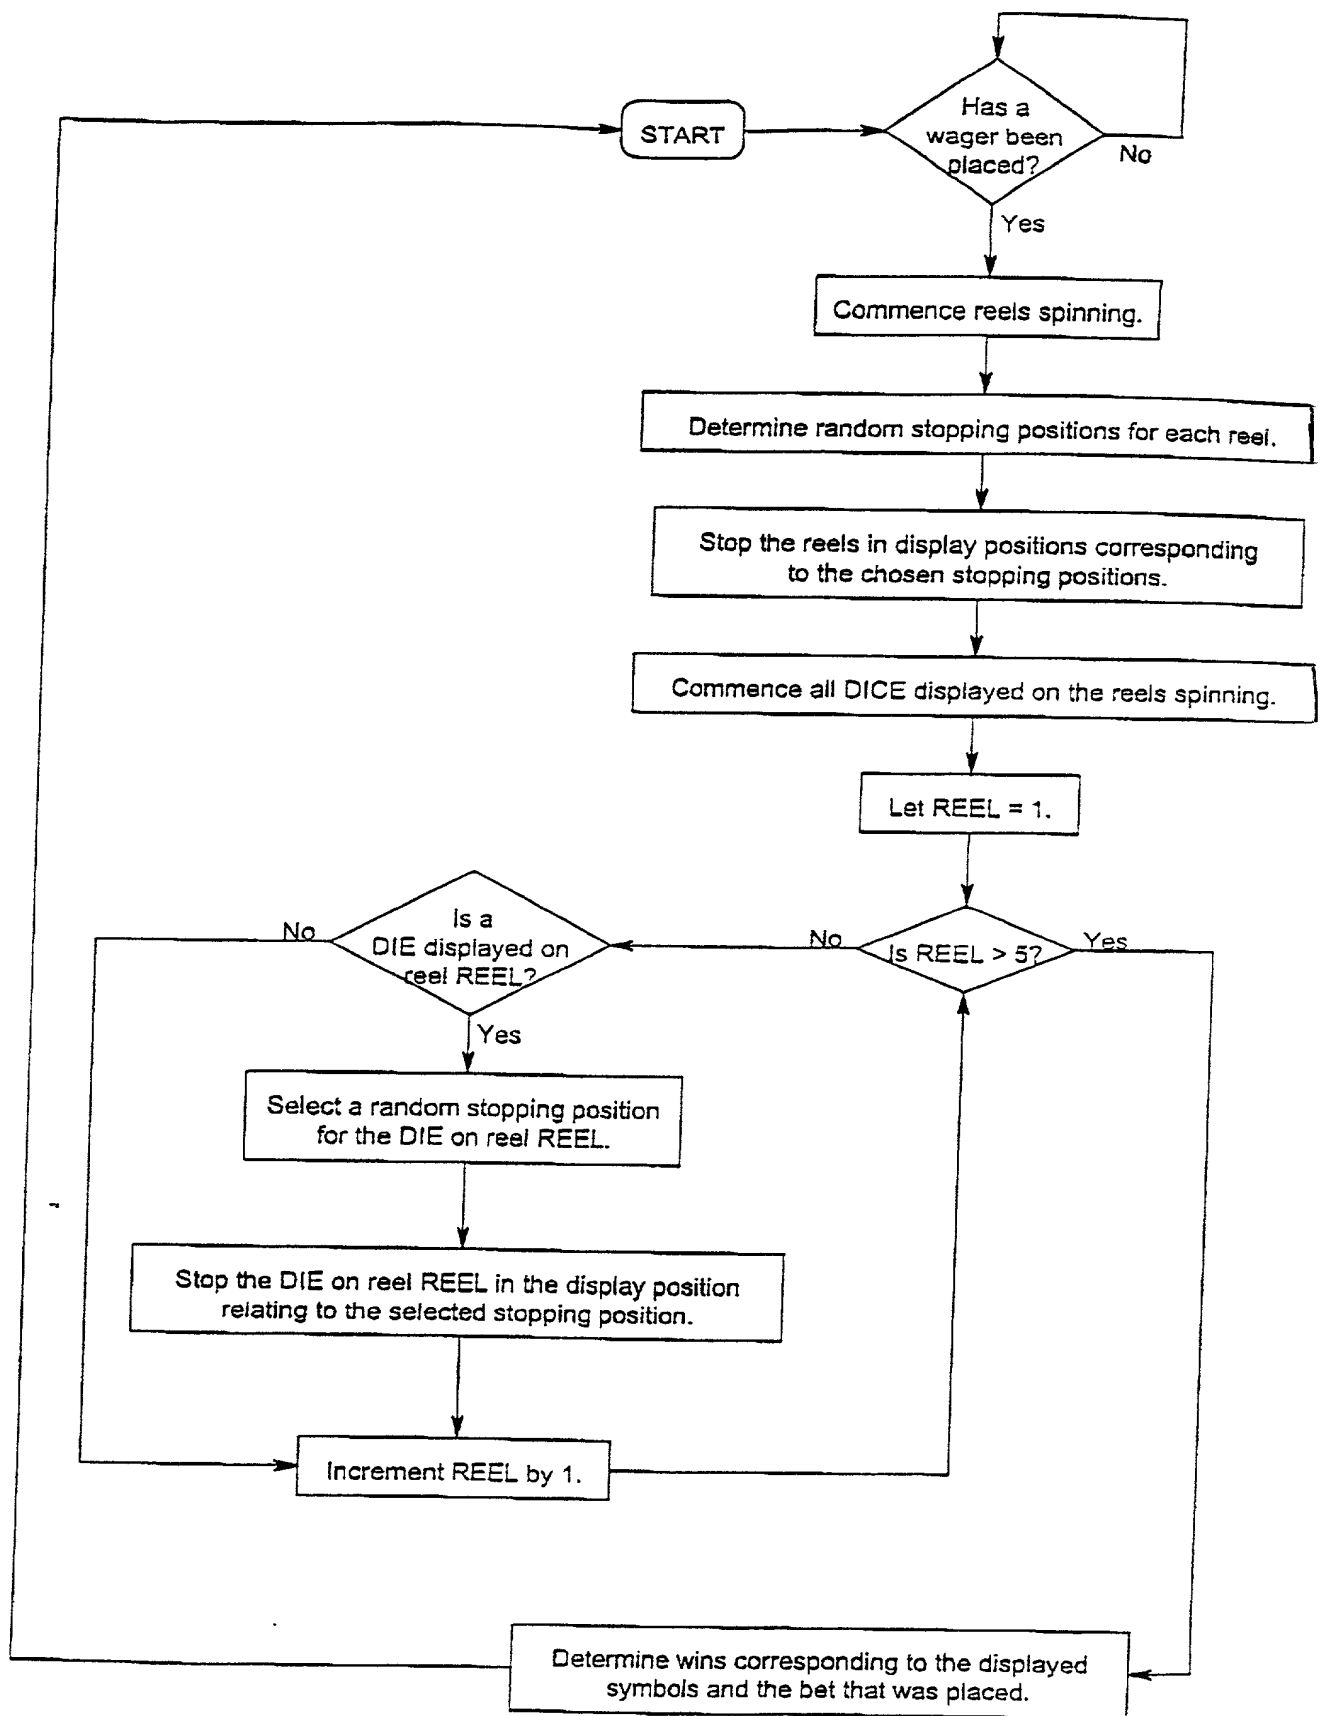 START
Has a
wager been
placed?
No
Yes
Commence reels spinning.
Determine random stopping positions for each reel.
Stop the reels in display positions corresponding
to the chosen stopping positions.
Commence all DICE displayed on the reels spinning.
Let REEL = 1.
Is REEL > 5?
No
Yes
Is a
DIE displayed on
reel REEL?
No
Yes
Select a random stopping position
for the DIE on reel REEL.
Stop the DIE on reel REEL in the display position
relating to the selected stopping position.
Increment REEL by 1.
Determine wins corresponding to the displayed
symbols and the bet that was placed.